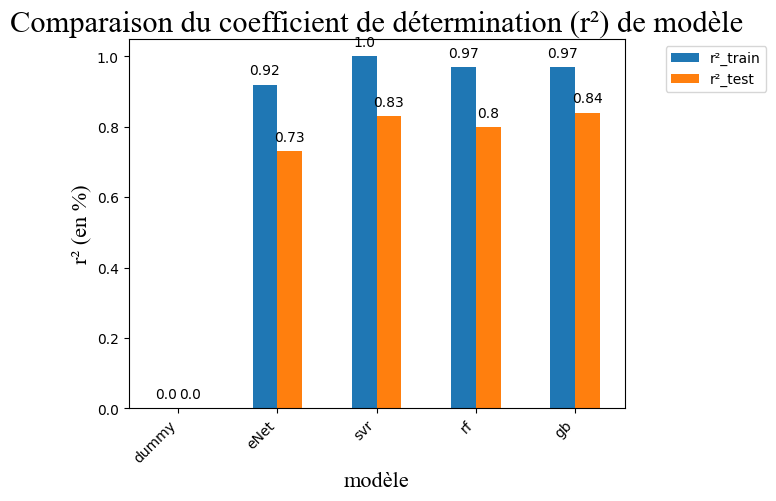 Comparaison du coefficient de détermination (r²) de modèle
r²_train
r²_test
r² (en %)
1.0
0.8
0.6
0.4
0.2
0.0
0.0 0.0
0.92
0.73
1.0
0.83
0.97
0.8
0.97
0.84
dummy
eNet
svr
rf
gb
modèle